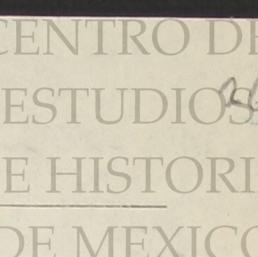 CENTRO DE
ESTUDIOS
E HISTORI
DE MEXICO